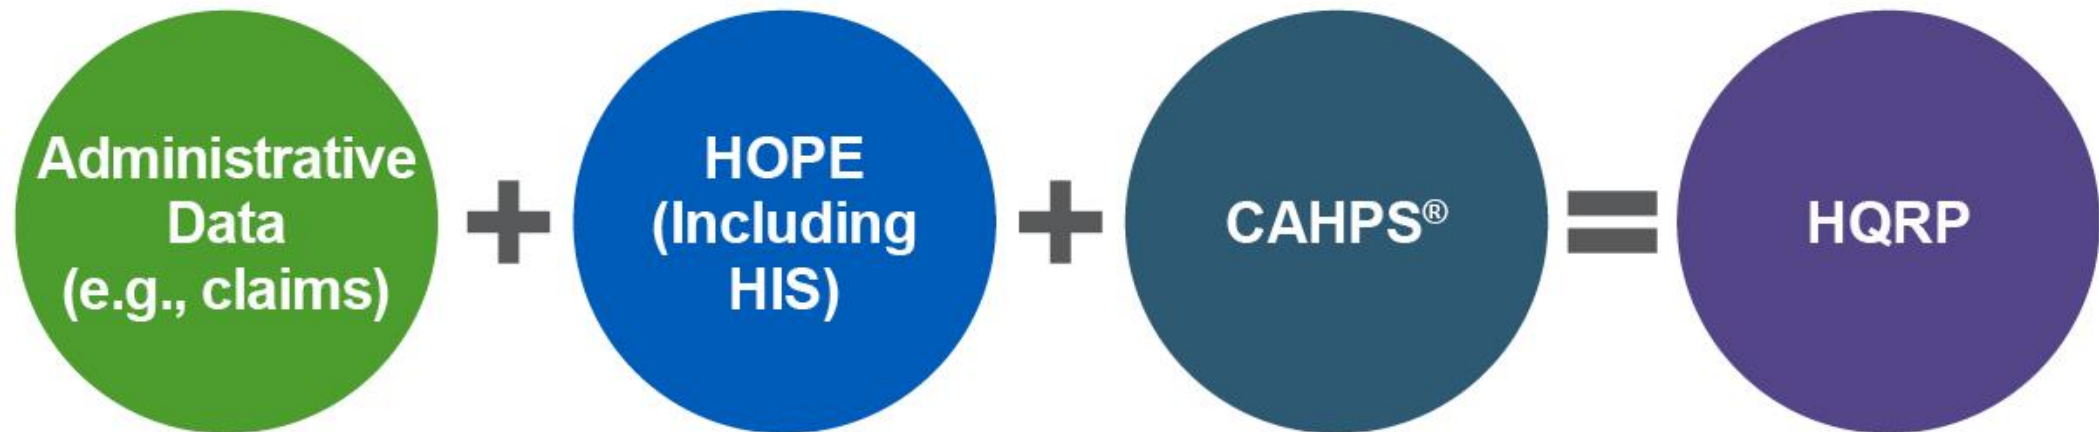 Administrative
Data
(e.g., claims)
+
HOPE
(Including
HIS)
+
CAHPS®
=
HQRP